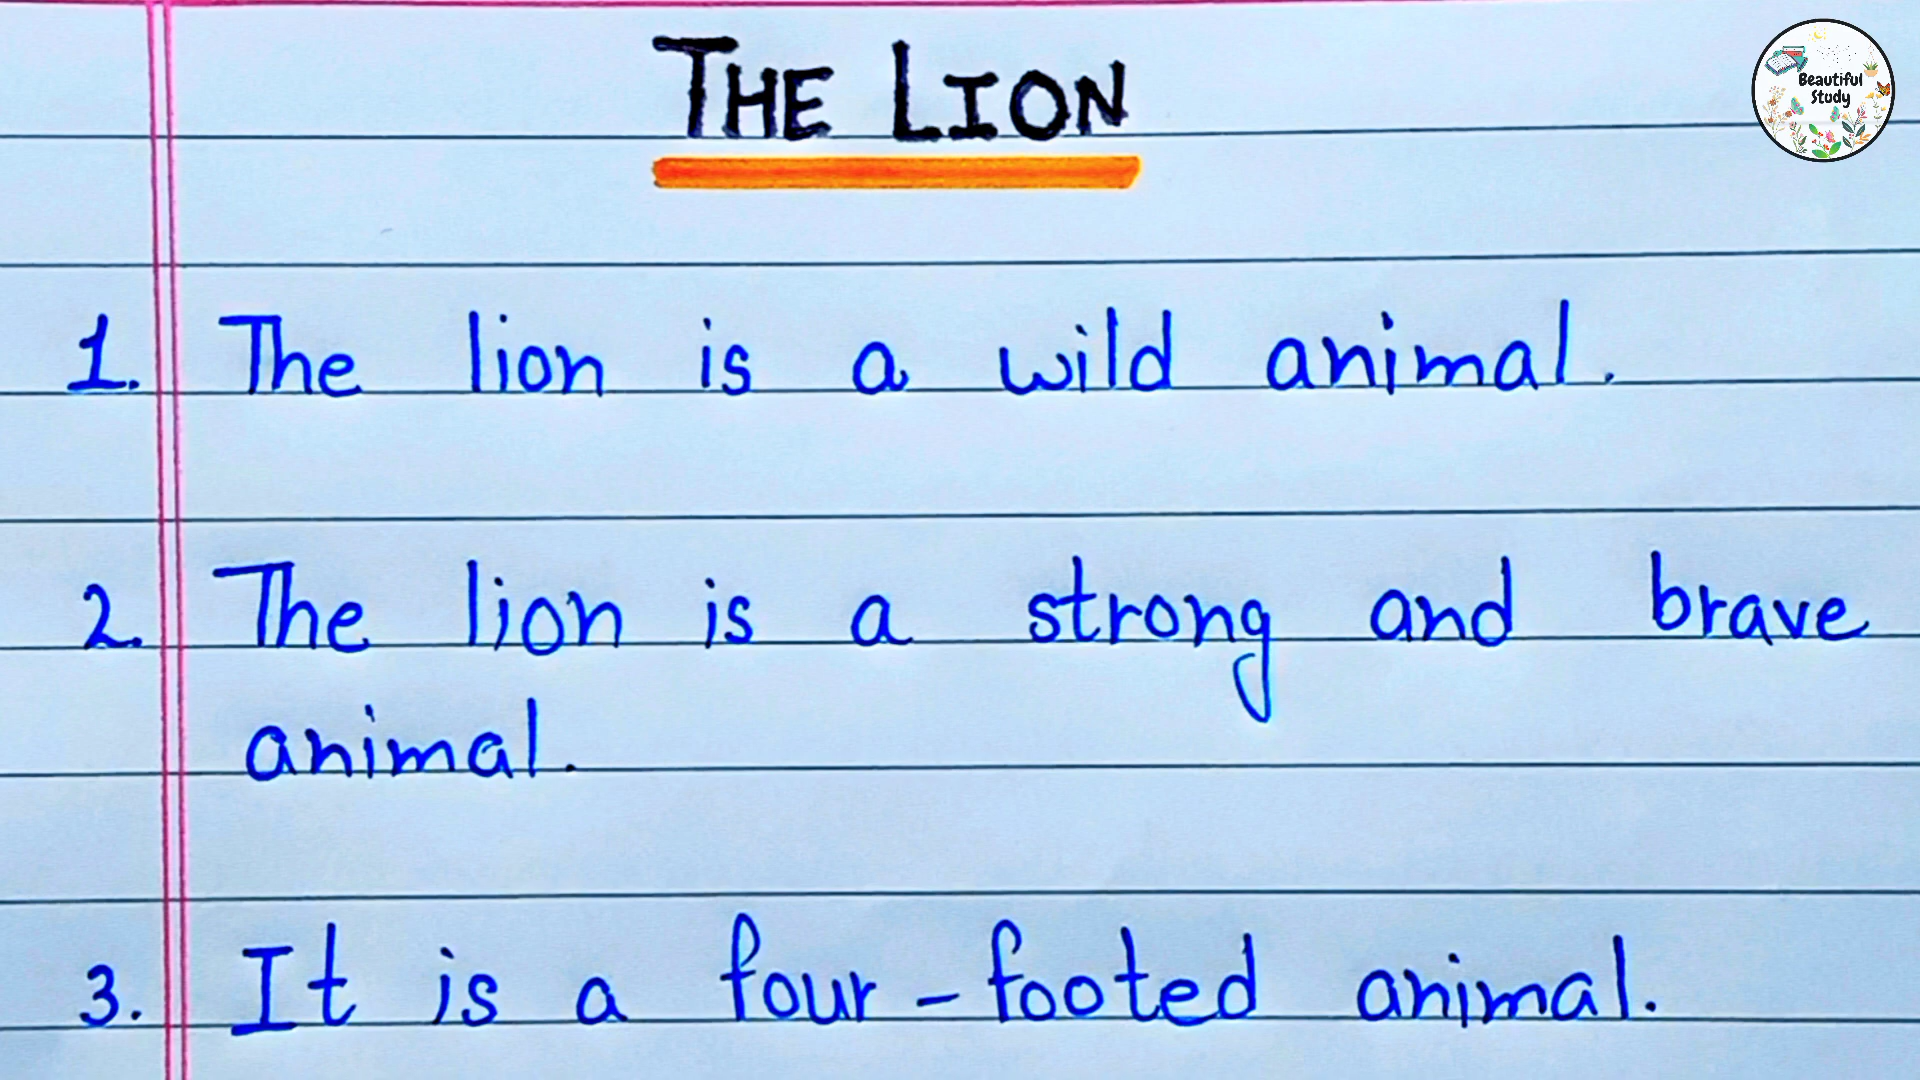 THE LION
Beautiful
Study
1. The lion is a wild animal.
2. The lion is a strong and brave
animal.
3. It is a four-footed animal.